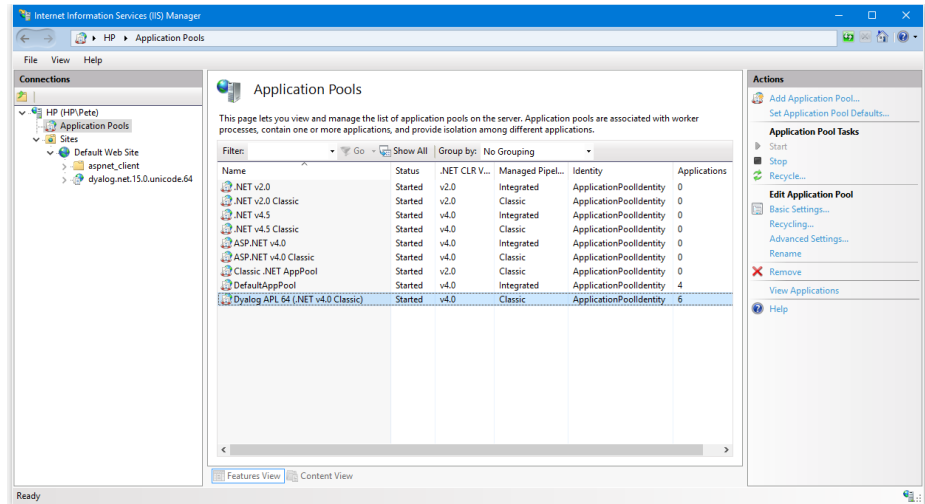 Internet Information Services (IIS) Manager
HP Application Pools
File View Help
Connections
HP (HP\Pete)
Application Pools
Sites
Default Web Site
aspnet_client
dyalog.net.15.0.unicode.64
Application Pools
This page lets you view and manage the list of application pools on the server. Application pools are associated with worker
processes, contain one or more applications, and provide isolation among different applications.
Filter: Go Show All Group by: No Grouping
Name Status .NET CLR V... Managed Pipel... Identity Applications
.NET v2.0 Started v2.0 Integrated ApplicationPoolIdentity 0
.NET v2.0 Classic Started v2.0 Classic ApplicationPoolIdentity 0
.NET v4.5 Started v4.0 Integrated ApplicationPoolIdentity 0
.NET v4.5 Classic Started v4.0 Classic ApplicationPoolIdentity 0
ASP.NET v4.0 Started v4.0 Integrated ApplicationPoolIdentity 0
ASP.NET v4.0 Classic Started v4.0 Classic ApplicationPoolIdentity 0
Classic .NET AppPool Started v2.0 Classic ApplicationPoolIdentity 0
DefaultAppPool Started v4.0 Integrated ApplicationPoolIdentity 4
Dyalog APL 64 (.NET v4.0 Classic) Started v4.0 Classic ApplicationPoolIdentity 6
Features View Content View
Actions
Add Application Pool...
Set Application Pool Defaults...
Application Pool Tasks
Start
Stop
Recycle...
Edit Application Pool
Basic Settings...
Recycling...
Advanced Settings...
Rename
Remove
View Applications
Help
Ready